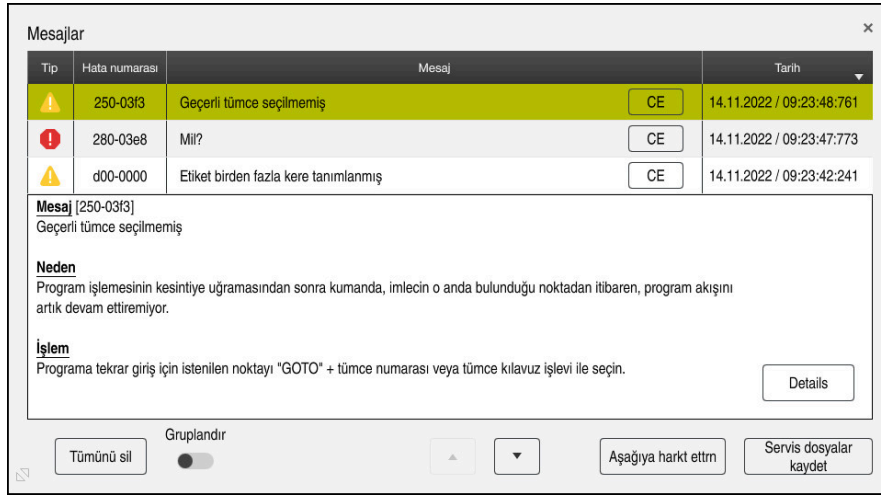 Mesajlar
Tip Hata numarası Mesaj Tarih
250-03f3 Geçerli tümce seçilmemiş CE 14.11.2022 / 09:23:48:761
280-03e8 Mil? CE 14.11.2022 / 09:23:47:773
d00-0000 Etiket birden fazla kere tanımlanmış CE 14.11.2022 / 09:23:42:241
Mesaj [250-03f3]
Geçerli tümce seçilmemiş
Neden
Program işlemesinin kesintiye uğramasından sonra kumanda, imlecin o anda bulunduğu noktadan itibaren, program akışını
artık devam ettiremiyor.
İşlem
Programa tekrar giriş için istenilen noktayı "GOTO" + tümce numarası veya tümce kılavuz işlevi ile seçin.
Details
Tümünü sil
Gruplandır
Aşağıya harkt ettrn
Servis dosyalar
kaydet